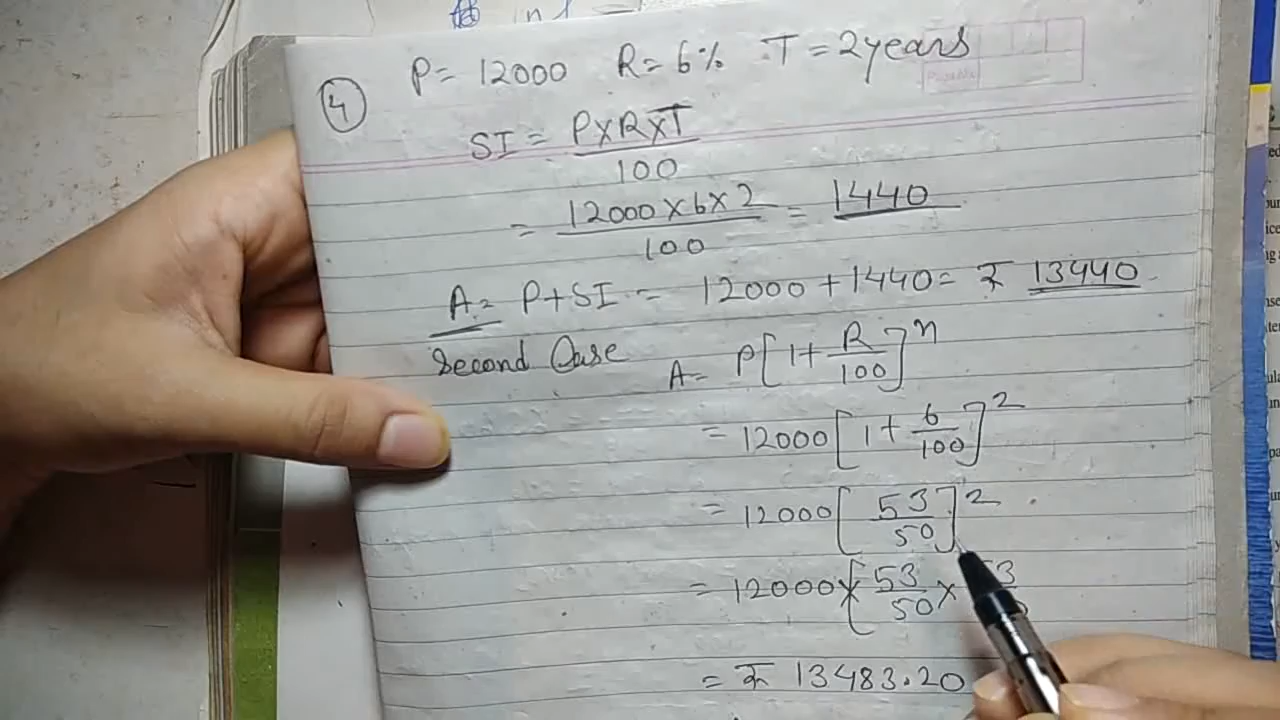 ④ P = 12000 R = 6% T = 2 years
SI = P×R×T / 100
= 12000×6×2 / 100 = 1440
A = P+SI = 12000 + 1440 = ₹ 13440
Second Case A = P[1 + R/100]^n
= 12000[1 + 6/100]^2
= 12000[53/50]^2
= 12000×[53/50 × 53
= ₹ 13483.20